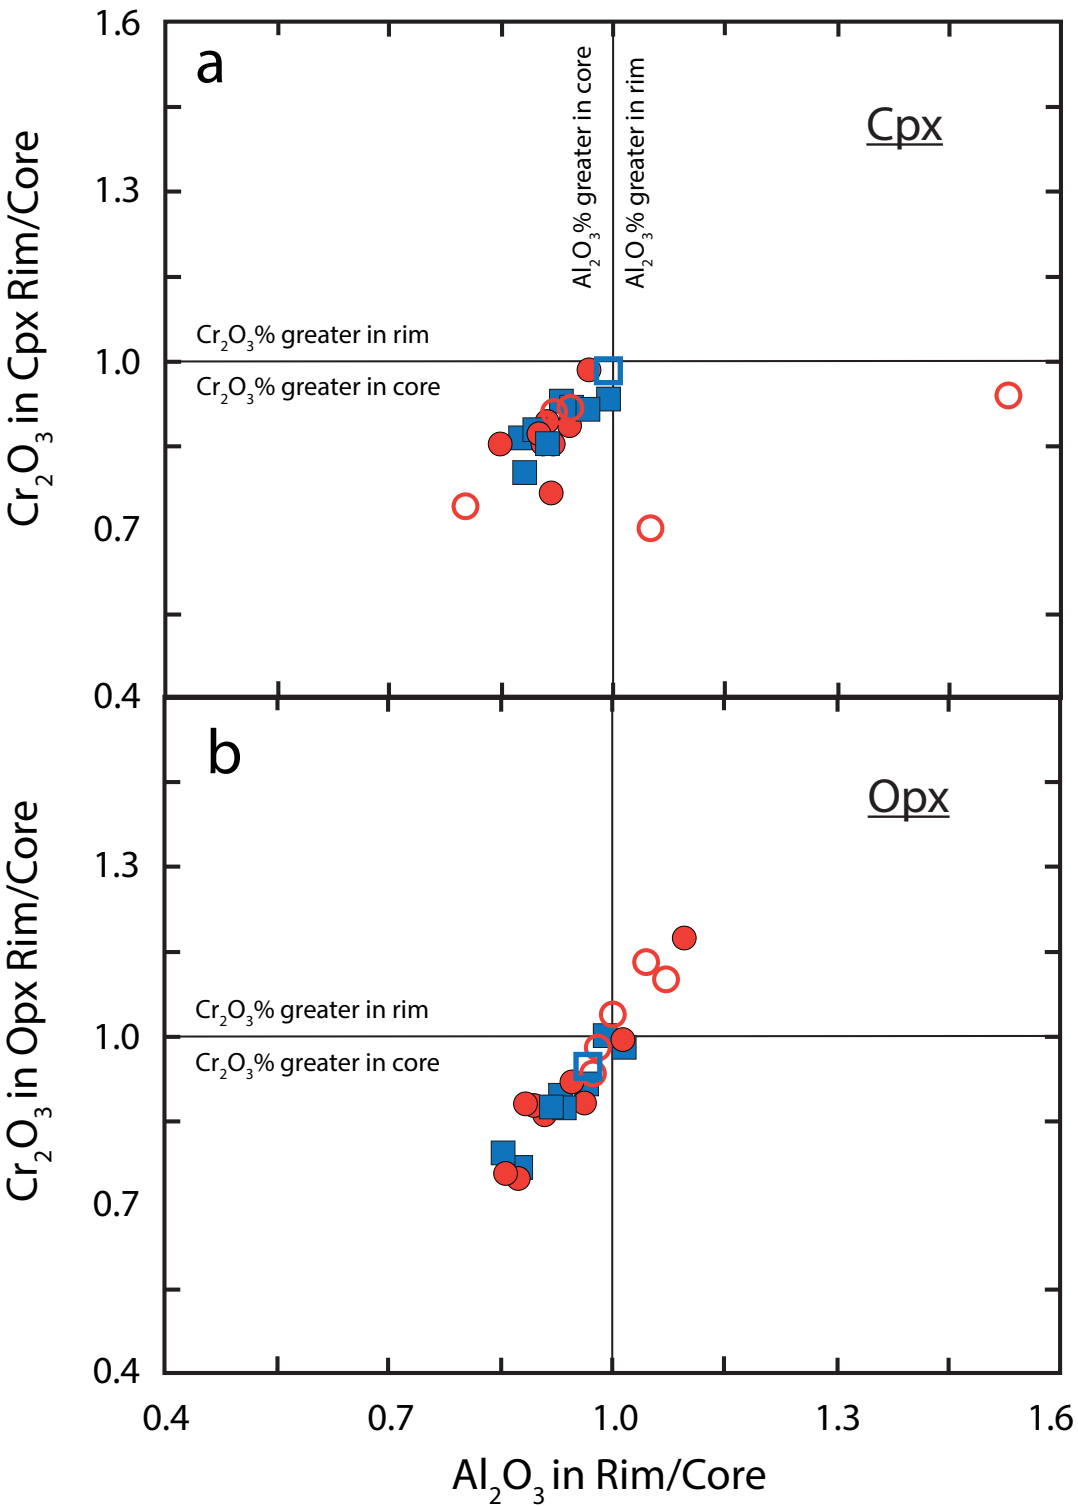 1.6
a
Cpx
Al₂O₃% greater in core
Al₂O₃% greater in rim
Cr₂O₃ in Cpx Rim/Core
1.3
Cr₂O₃% greater in rim
1.0
Cr₂O₃% greater in core
0.7
0.4
b
Opx
Cr₂O₃ in Opx Rim/Core
1.3
Cr₂O₃% greater in rim
1.0
Cr₂O₃% greater in core
0.7
0.4
0.4 0.7 1.0 1.3 1.6
Al₂O₃ in Rim/Core